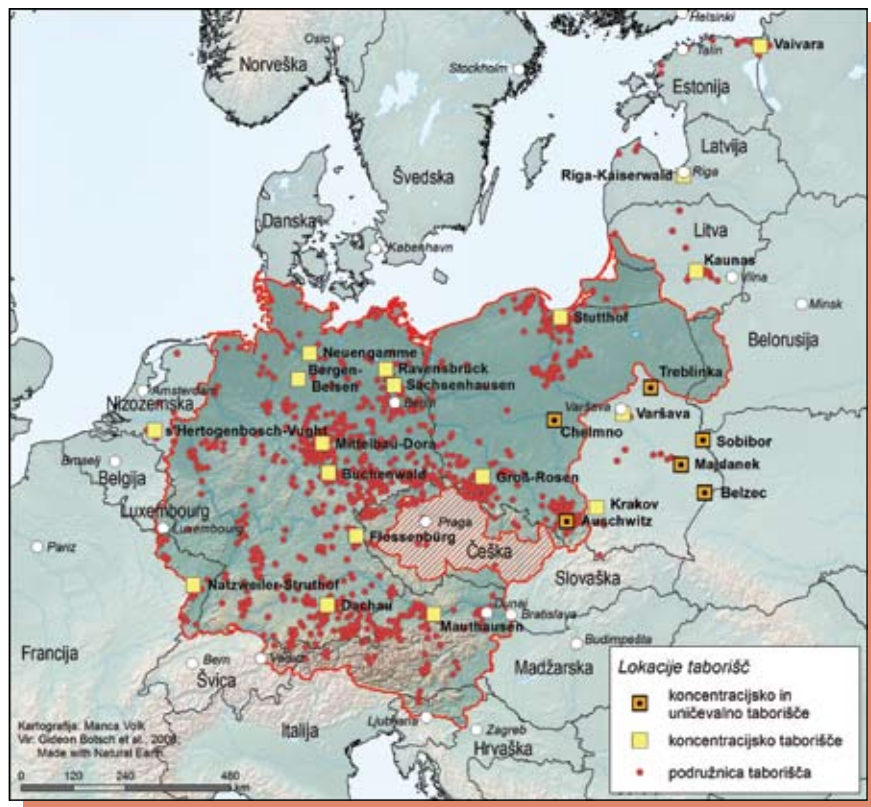 Helsinki
Oslo
Talin
Vaivara
Norveška
Stockholm
Estonija
Latvija
Riga-Kaiserwald
Riga
Švedska
Danska
Litva
København
Kaunas
Vilna
Minsk
Stutthof
Belorusija
Neuengamme
Ravensbrück
Bergen-
Belsen
Sachsenhausen
Treblinka
Amsterdam
Nizozemska
Berlin
Varšava
Varšava
Chelmno
s'Hertogenbosch-Vught
Sobibor
Mittelbau-Dora
Majdanek
Bruselj
Buchenwald
Groß-Rosen
Belgija
Belzec
Luxembourg
Krakov
Luxembourg
Praga
Auschwitz
Flossenbürg
Češka
Pariz
Slovaška
Natzweiler-Struthof
Dachau
Dunaj
Mauthausen
Bratislava
Budimpešta
Francija
Bern
Vaduz
Madžarska
Švica
Lokacije taborišč
koncentracijsko in
uničevalno taborišče
Italija
Ljubljana
Zagreb
Kartografija: Manca Volk
Vir: Gideon Botsch et al., 2008,
Made with Natural Earth.
Hrvaška
koncentracijsko taborišče
podružnica taborišča
0 120 240 480
km